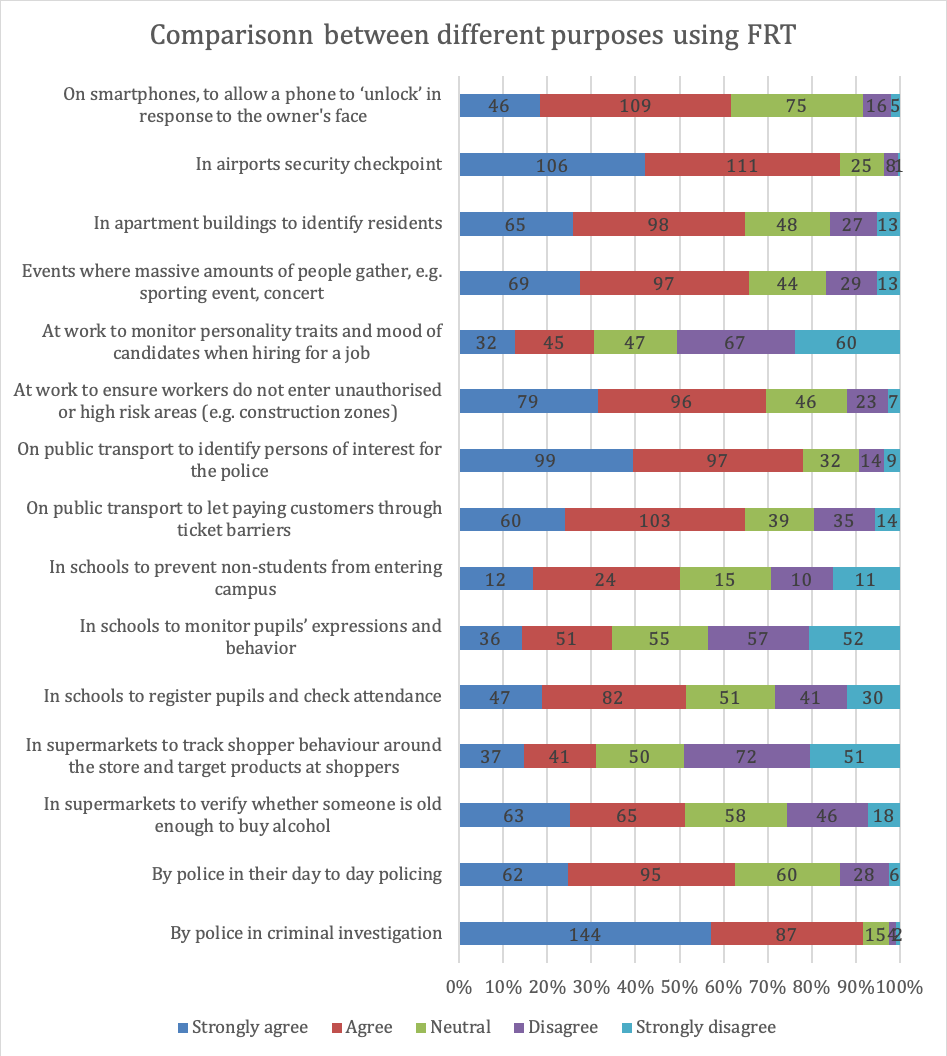 Comparisonn between different purposes using FRT
On smartphones, to allow a phone to ‘unlock’ in
response to the owner's face
46 109 75 16 5
In airports security checkpoint
106 111 25 8 1
In apartment buildings to identify residents
65 98 48 27 13
Events where massive amounts of people gather, e.g.
sporting event, concert
69 97 44 29 13
At work to monitor personality traits and mood of
candidates when hiring for a job
32 45 47 67 60
At work to ensure workers do not enter unauthorised
or high risk areas (e.g. construction zones)
79 96 46 23 7
On public transport to identify persons of interest for
the police
99 97 32 14 9
On public transport to let paying customers through
ticket barriers
60 103 39 35 14
In schools to prevent non-students from entering
campus
12 24 15 10 11
In schools to monitor pupils’ expressions and
behavior
36 51 55 57 52
In schools to register pupils and check attendance
47 82 51 41 30
In supermarkets to track shopper behaviour around
the store and target products at shoppers
37 41 50 72 51
In supermarkets to verify whether someone is old
enough to buy alcohol
63 65 58 46 18
By police in their day to day policing
62 95 60 28 6
By police in criminal investigation
144 87 15 4 2
0% 10% 20% 30% 40% 50% 60% 70% 80% 90% 100%
Strongly agree Agree Neutral Disagree Strongly disagree